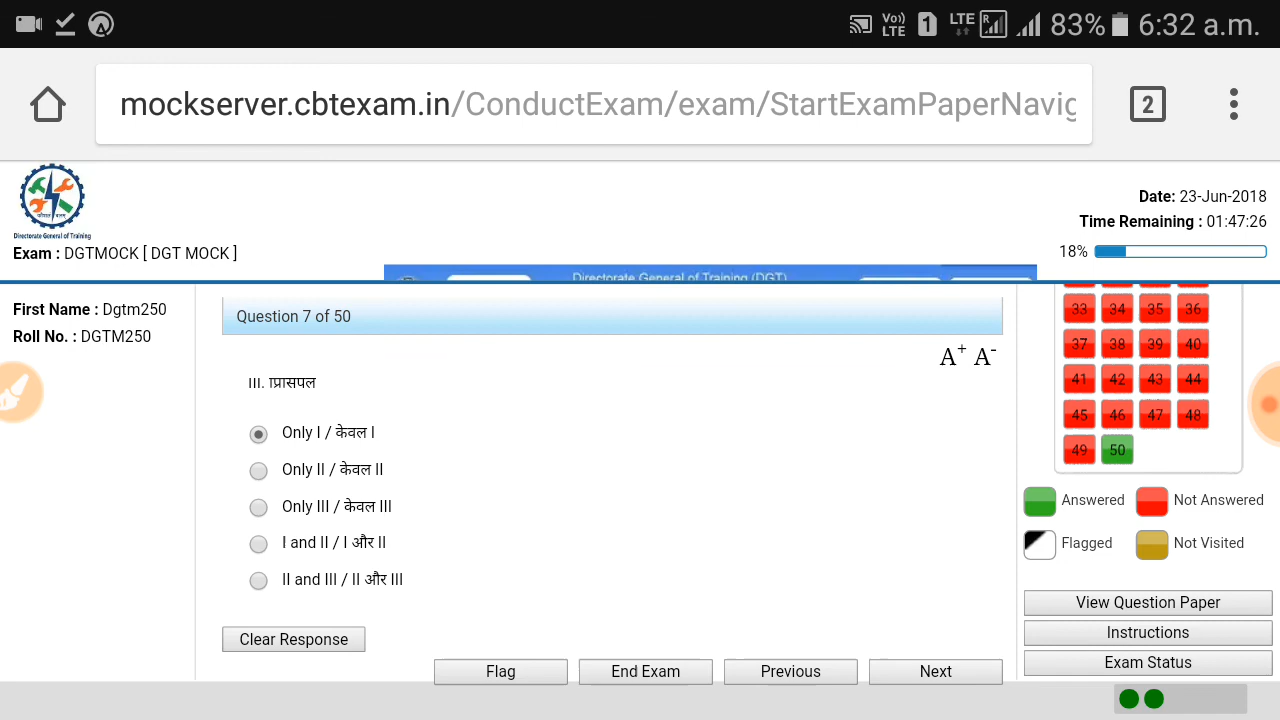 Vo)) LTE 1 LTE R 83% 6:32 a.m.
mockserver.cbtexam.in/ConductExam/exam/StartExamPaperNavig
2
Directorate General of Training
Exam : DGTMOCK [ DGT MOCK ]
Date: 23-Jun-2018
Time Remaining : 01:47:26
18%
Directorate General of Training (DGT)
First Name : Dgtm250
Roll No. : DGTM250
Question 7 of 50
A+ A-
III. प्रिंसिपल
Only I / केवल I
Only II / केवल II
Only III / केवल III
I and II / I और II
II and III / II और III
Clear Response
Flag
End Exam
Previous
Next
33 34 35 36
37 38 39 40
41 42 43 44
45 46 47 48
49 50
Answered
Not Answered
Flagged
Not Visited
View Question Paper
Instructions
Exam Status